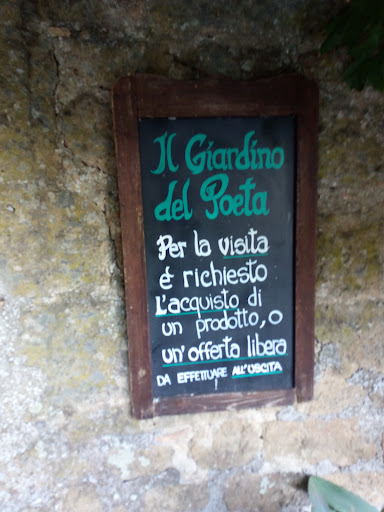 Il Giardino
del Poeta
Per la visita
é richiesto
L'acquisto di
un prodotto, o
un'offerta libera
DA EFFETTUARE ALL'USCITA